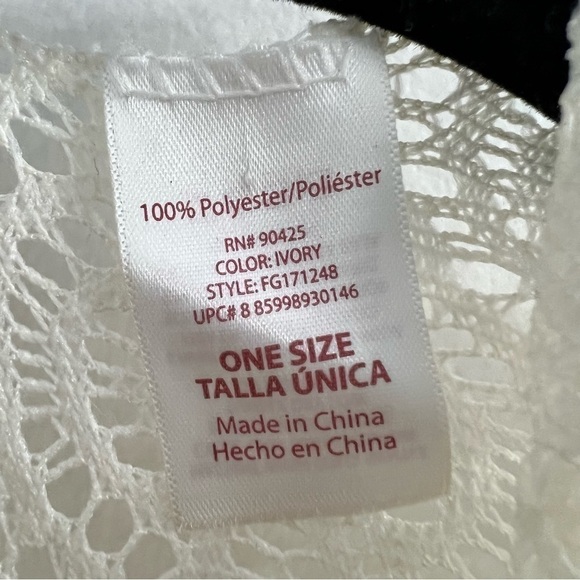 100% Polyester/Poliéster
RN# 90425
COLOR: IVORY
STYLE: FG171248
UPC# 8 85998930146
ONE SIZE
TALLA ÚNICA
Made in China
Hecho en China